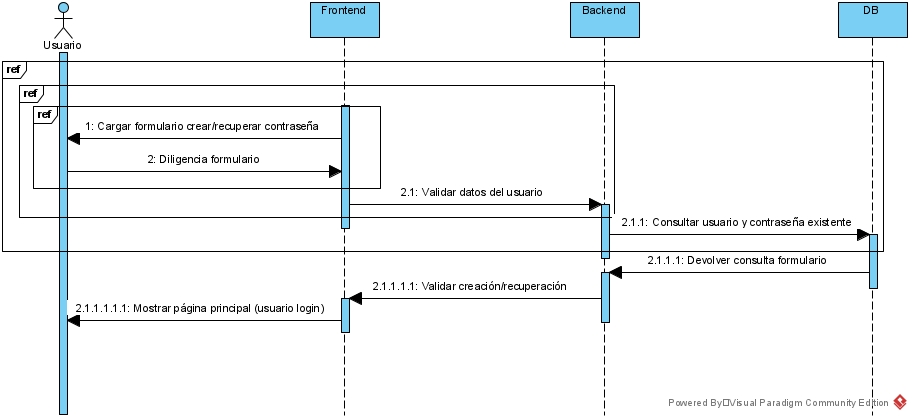 Frontend
Backend
DB
Usuario
ref
ref
ref
1: Cargar formulario crear/recuperar contraseña
2: Diligencia formulario
2.1: Validar datos del usuario
2.1.1: Consultar usuario y contraseña existente
2.1.1.1: Devolver consulta formulario
2.1.1.1.1: Validar creación/recuperación
2.1.1.1.1.1: Mostrar página principal (usuario login)
Powered By□Visual Paradigm Community Edition